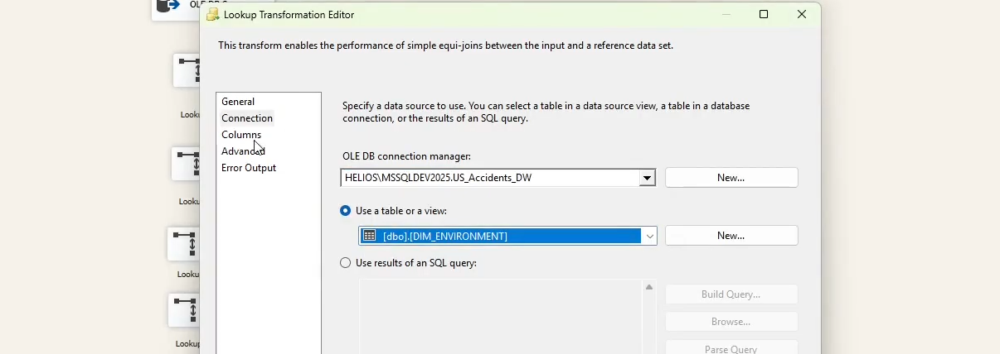 OLE DB
Lookup Transformation Editor
This transform enables the performance of simple equi-joins between the input and a reference data set.
General
Connection
Columns
Advanced
Error Output
Specify a data source to use. You can select a table in a data source view, a table in a database
connection, or the results of an SQL query.
OLE DB connection manager:
HELIOS\MSSQLDEV2025.US_Accidents_DW
New...
Use a table or a view:
[dbo].[DIM_ENVIRONMENT]
New...
Use results of an SQL query:
Build Query...
Browse...
Parse Query
Looku
Looku
Looku
Lookup